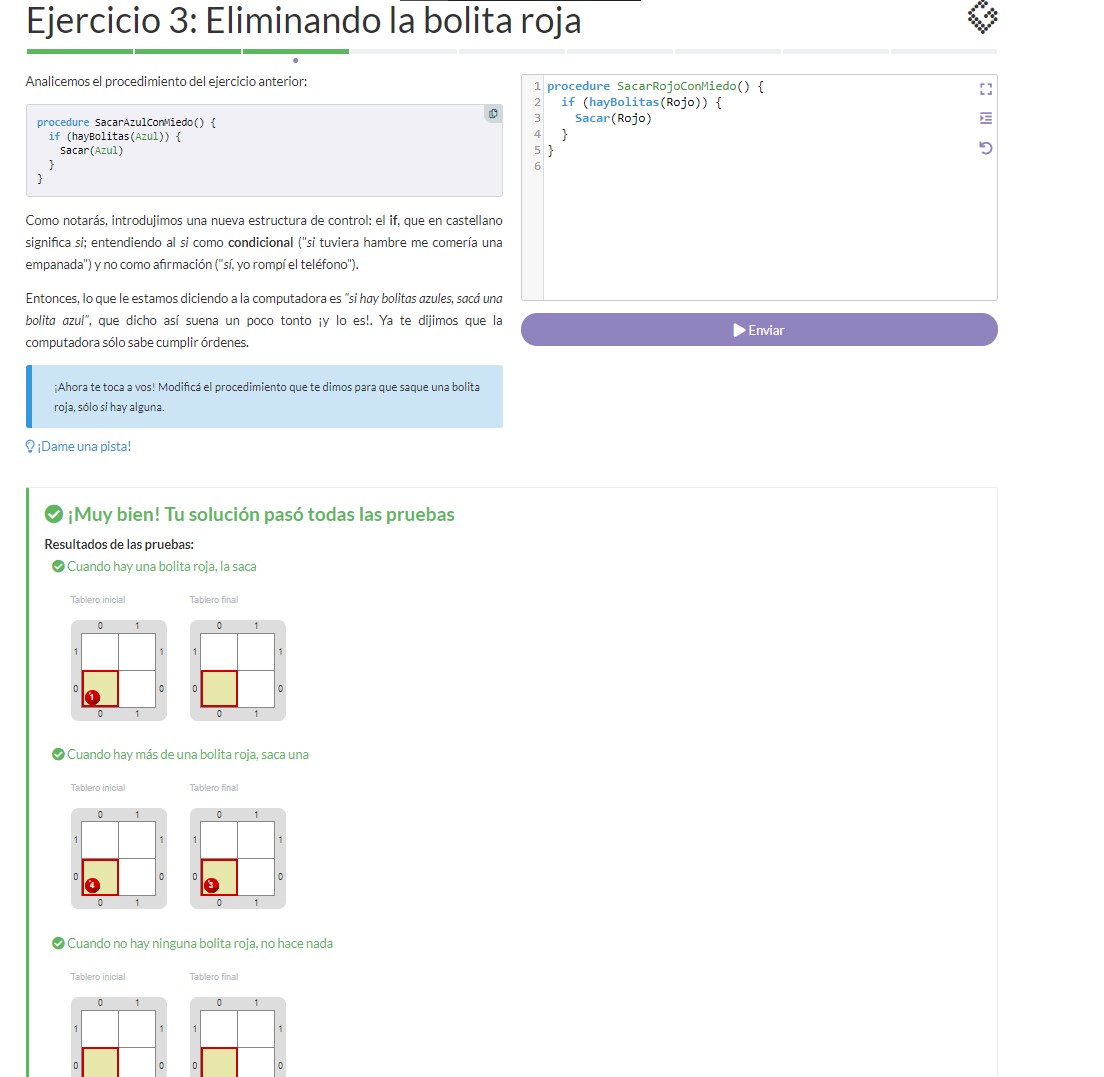 Ejercicio 3: Eliminando la bolita roja
Analicemos el procedimiento del ejercicio anterior:
procedure SacarAzulConMiedo() {
  if (hayBolitas(Azul)) {
    Sacar(Azul)
  }
}
Como notarás, introdujimos una nueva estructura de control: el if, que en castellano
significa si; entendiendo al si como condicional ("si tuviera hambre me comería una
empanada") y no como afirmación ("sí, yo rompí el teléfono").
Entonces, lo que le estamos diciendo a la computadora es "si hay bolitas azules, sacá una
bolita azul", que dicho así suena un poco tonto ¡y lo es!. Ya te dijimos que la
computadora sólo sabe cumplir órdenes.
¡Ahora te toca a vos! Modificá el procedimiento que te dimos para que saque una bolita
roja, sólo si hay alguna.
¡Dame una pista!
1 procedure SacarRojoConMiedo() {
2   if (hayBolitas(Rojo)) {
3     Sacar(Rojo)
4   }
5 }
6
Enviar
¡Muy bien! Tu solución pasó todas las pruebas
Resultados de las pruebas:
Cuando hay una bolita roja, la saca
Tablero inicial Tablero final
0 1 0 1
1 1 1 1
0 1 0 0 0
0 1 0 1
Cuando hay más de una bolita roja, saca una
Tablero inicial Tablero final
0 1 0 1
1 1 1 1
0 4 0 0 3 0
0 1 0 1
Cuando no hay ninguna bolita roja, no hace nada
Tablero inicial Tablero final
0 1 0 1
1 1 1 1
0 0 0 0